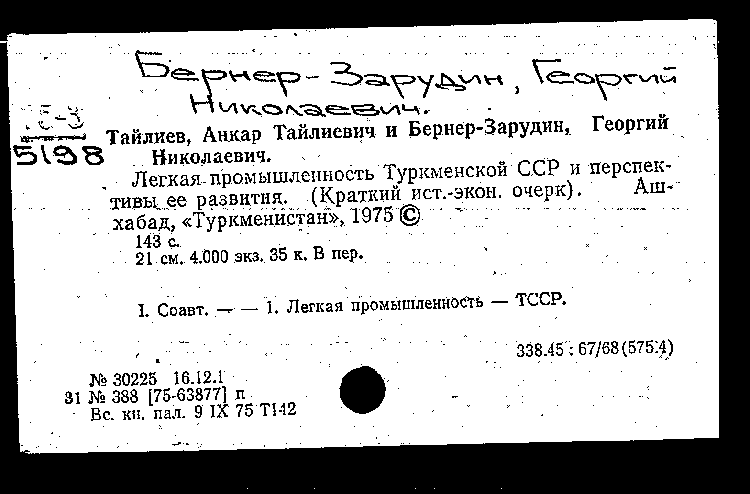 Бернер-Зарудин, Георгий
Николаевич.
5198
Тайлиев, Анкар Тайлиевич и Бернер-Зарудин, Георгий
Николаевич.
Легкая промышленность Туркменской ССР и перспек-
тивы ее развития. (Краткий ист.-экон. очерк). Аш-
хабад, «Туркменистан», 1975 ©
143 с.
21 см. 4.000 экз. 35 к. В пер.
I. Соавт. — — 1. Легкая промышленность — ТССР.
338.45 : 67/68 (575.4)
№ 30225 16.12.1
31 № 388 [75-63877] п
Вс. кн. пал. 9 IX 75 Т142